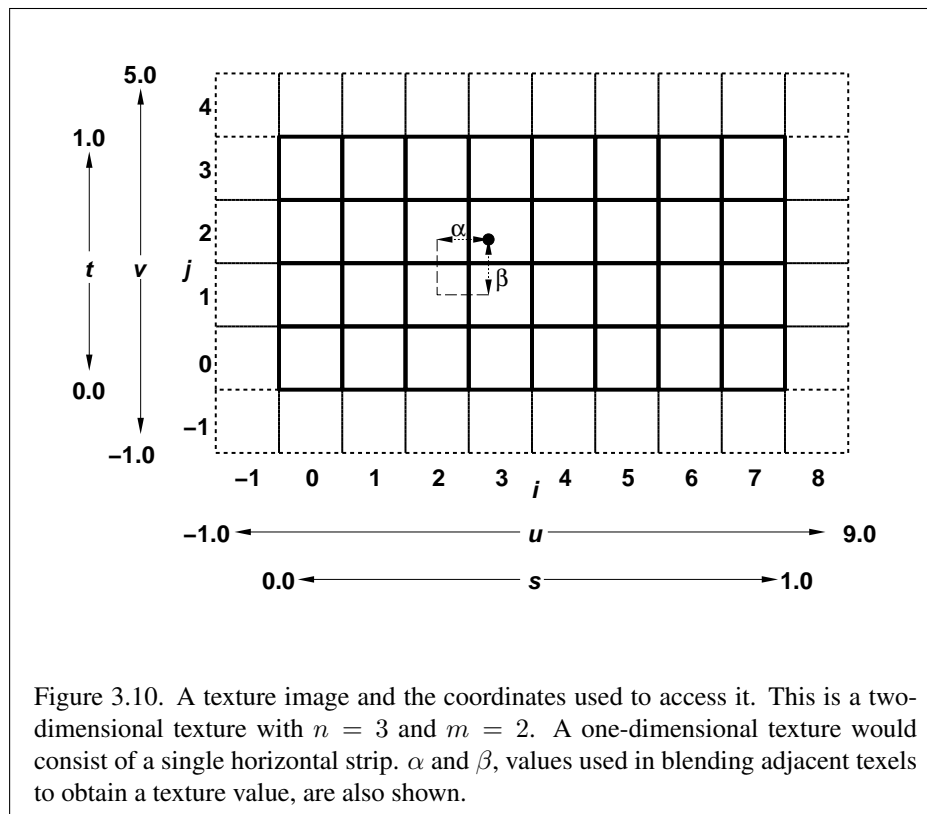 5.0
4
1.0
3
α
2
t v j
β
1
0
0.0
−1
−1.0
−1 0 1 2 3 4 5 6 7 8
i
−1.0 u 9.0
0.0 s 1.0
Figure 3.10. A texture image and the coordinates used to access it. This is a two-
dimensional texture with n = 3 and m = 2. A one-dimensional texture would
consist of a single horizontal strip. α and β, values used in blending adjacent texels
to obtain a texture value, are also shown.